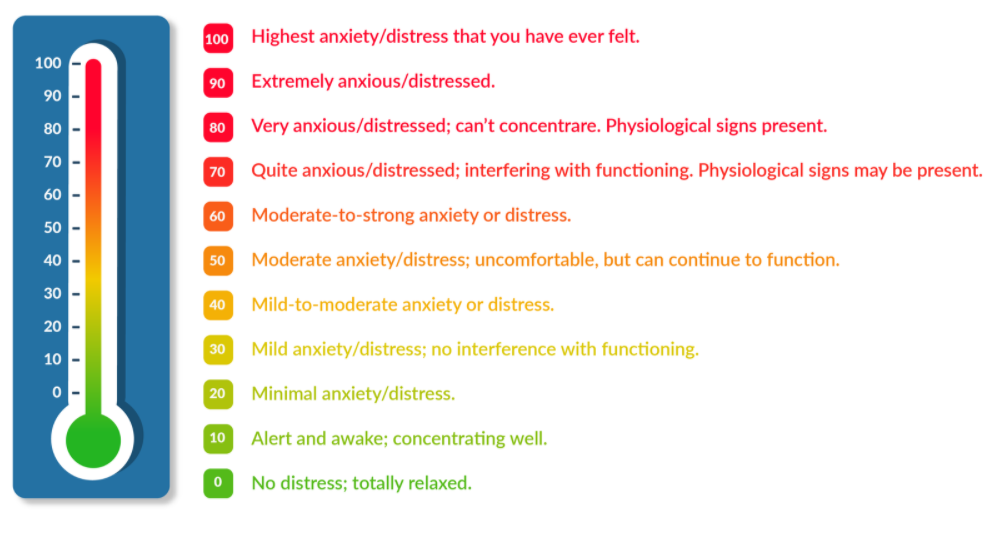 100
90
80
70
60
50
40
30
20
10
0
100 Highest anxiety/distress that you have ever felt.
90 Extremely anxious/distressed.
80 Very anxious/distressed; can't concentrare. Physiological signs present.
70 Quite anxious/distressed; interfering with functioning. Physiological signs may be present.
60 Moderate-to-strong anxiety or distress.
50 Moderate anxiety/distress; uncomfortable, but can continue to function.
40 Mild-to-moderate anxiety or distress.
30 Mild anxiety/distress; no interference with functioning.
20 Minimal anxiety/distress.
10 Alert and awake; concentrating well.
0 No distress; totally relaxed.